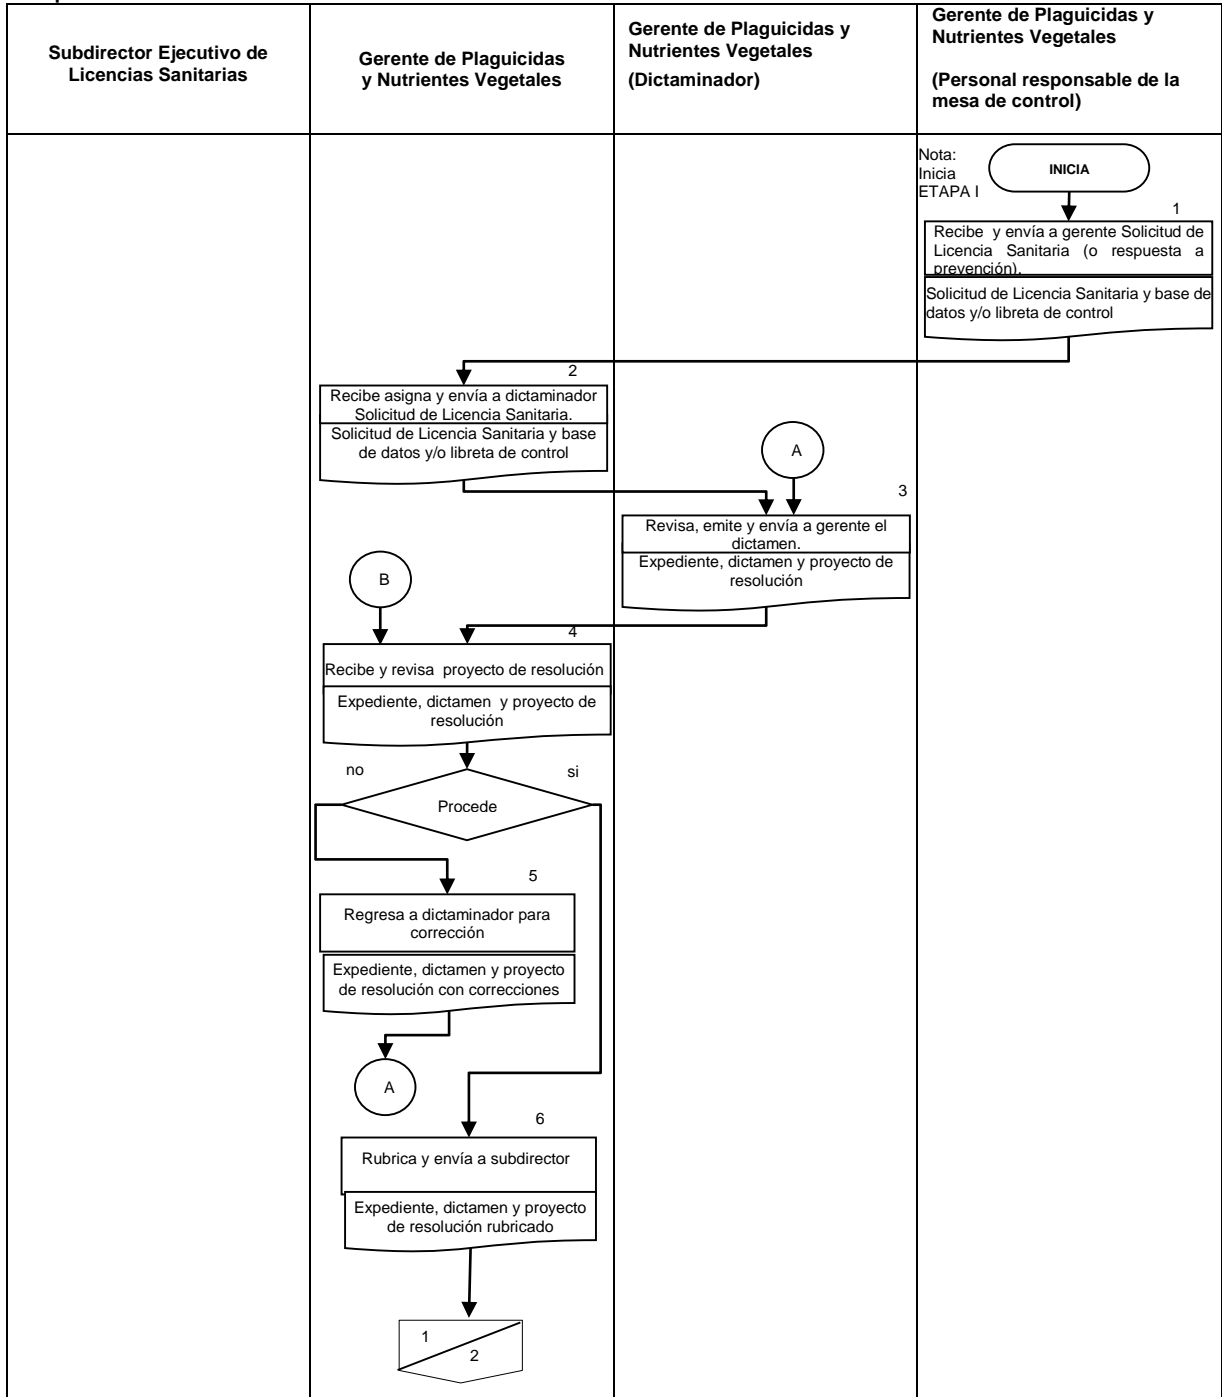 Subdirector Ejecutivo de
Licencias Sanitarias
Gerente de Plaguicidas
y Nutrientes Vegetales
Gerente de Plaguicidas y
Nutrientes Vegetales
(Dictaminador)
Gerente de Plaguicidas y
Nutrientes Vegetales
(Personal responsable de la
mesa de control)
Nota:
Inicia
ETAPA I
INICIA
1
Recibe y envía a gerente Solicitud de
Licencia Sanitaria (o respuesta a
prevención).
Solicitud de Licencia Sanitaria y base de
datos y/o libreta de control
2
Recibe asigna y envía a dictaminador
Solicitud de Licencia Sanitaria.
Solicitud de Licencia Sanitaria y base
de datos y/o libreta de control
A
3
Revisa, emite y envía a gerente el
dictamen.
Expediente, dictamen y proyecto de
resolución
B
4
Recibe y revisa proyecto de resolución
Expediente, dictamen y proyecto de
resolución
no
si
Procede
5
Regresa a dictaminador para
corrección
Expediente, dictamen y proyecto
de resolución con correcciones
A
6
Rubrica y envía a subdirector
Expediente, dictamen y proyecto
de resolución rubricado
1
2